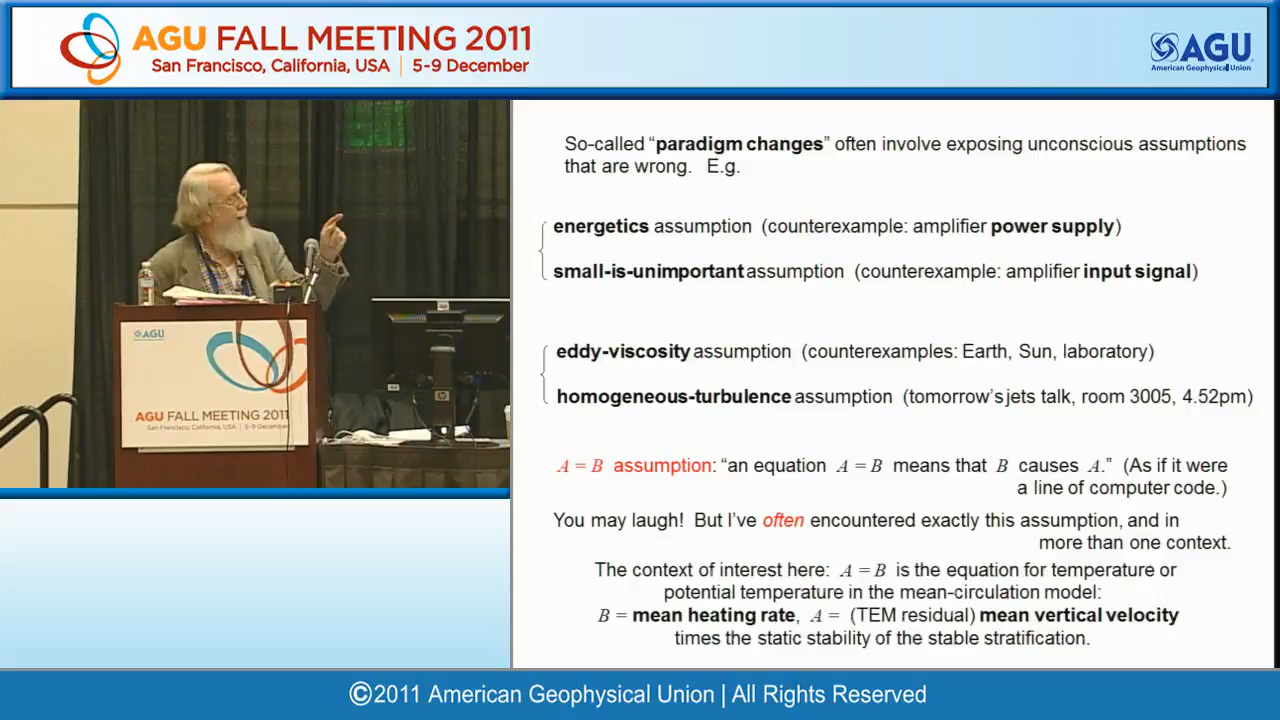 AGU FALL MEETING 2011
San Francisco, California, USA | 5-9 December
AGU
American Geophysical Union
So-called “paradigm changes” often involve exposing unconscious assumptions
that are wrong. E.g.
energetics assumption (counterexample: amplifier power supply)
small-is-unimportant assumption (counterexample: amplifier input signal)
eddy-viscosity assumption (counterexamples: Earth, Sun, laboratory)
homogeneous-turbulence assumption (tomorrow's jets talk, room 3005, 4.52pm)
A = B assumption: “an equation A = B means that B causes A.” (As if it were
a line of computer code.)
You may laugh! But I've often encountered exactly this assumption, and in
more than one context.
The context of interest here: A = B is the equation for temperature or
potential temperature in the mean-circulation model:
B = mean heating rate, A = (TEM residual) mean vertical velocity
times the static stability of the stable stratification.
AGU
AGU FALL MEETING 2011
San Francisco, California, USA | 5-9 December
hp
©2011 American Geophysical Union | All Rights Reserved